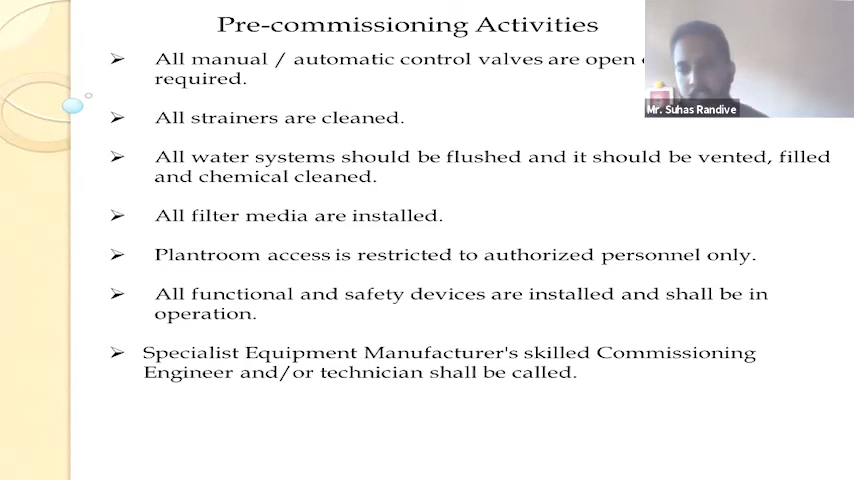 Pre-commissioning Activities
➢ All manual / automatic control valves are open
required.
Mr. Suhas Randive
➢ All strainers are cleaned.
➢ All water systems should be flushed and it should be vented, filled
and chemical cleaned.
➢ All filter media are installed.
➢ Plantroom access is restricted to authorized personnel only.
➢ All functional and safety devices are installed and shall be in
operation.
➢ Specialist Equipment Manufacturer's skilled Commissioning
Engineer and/or technician shall be called.